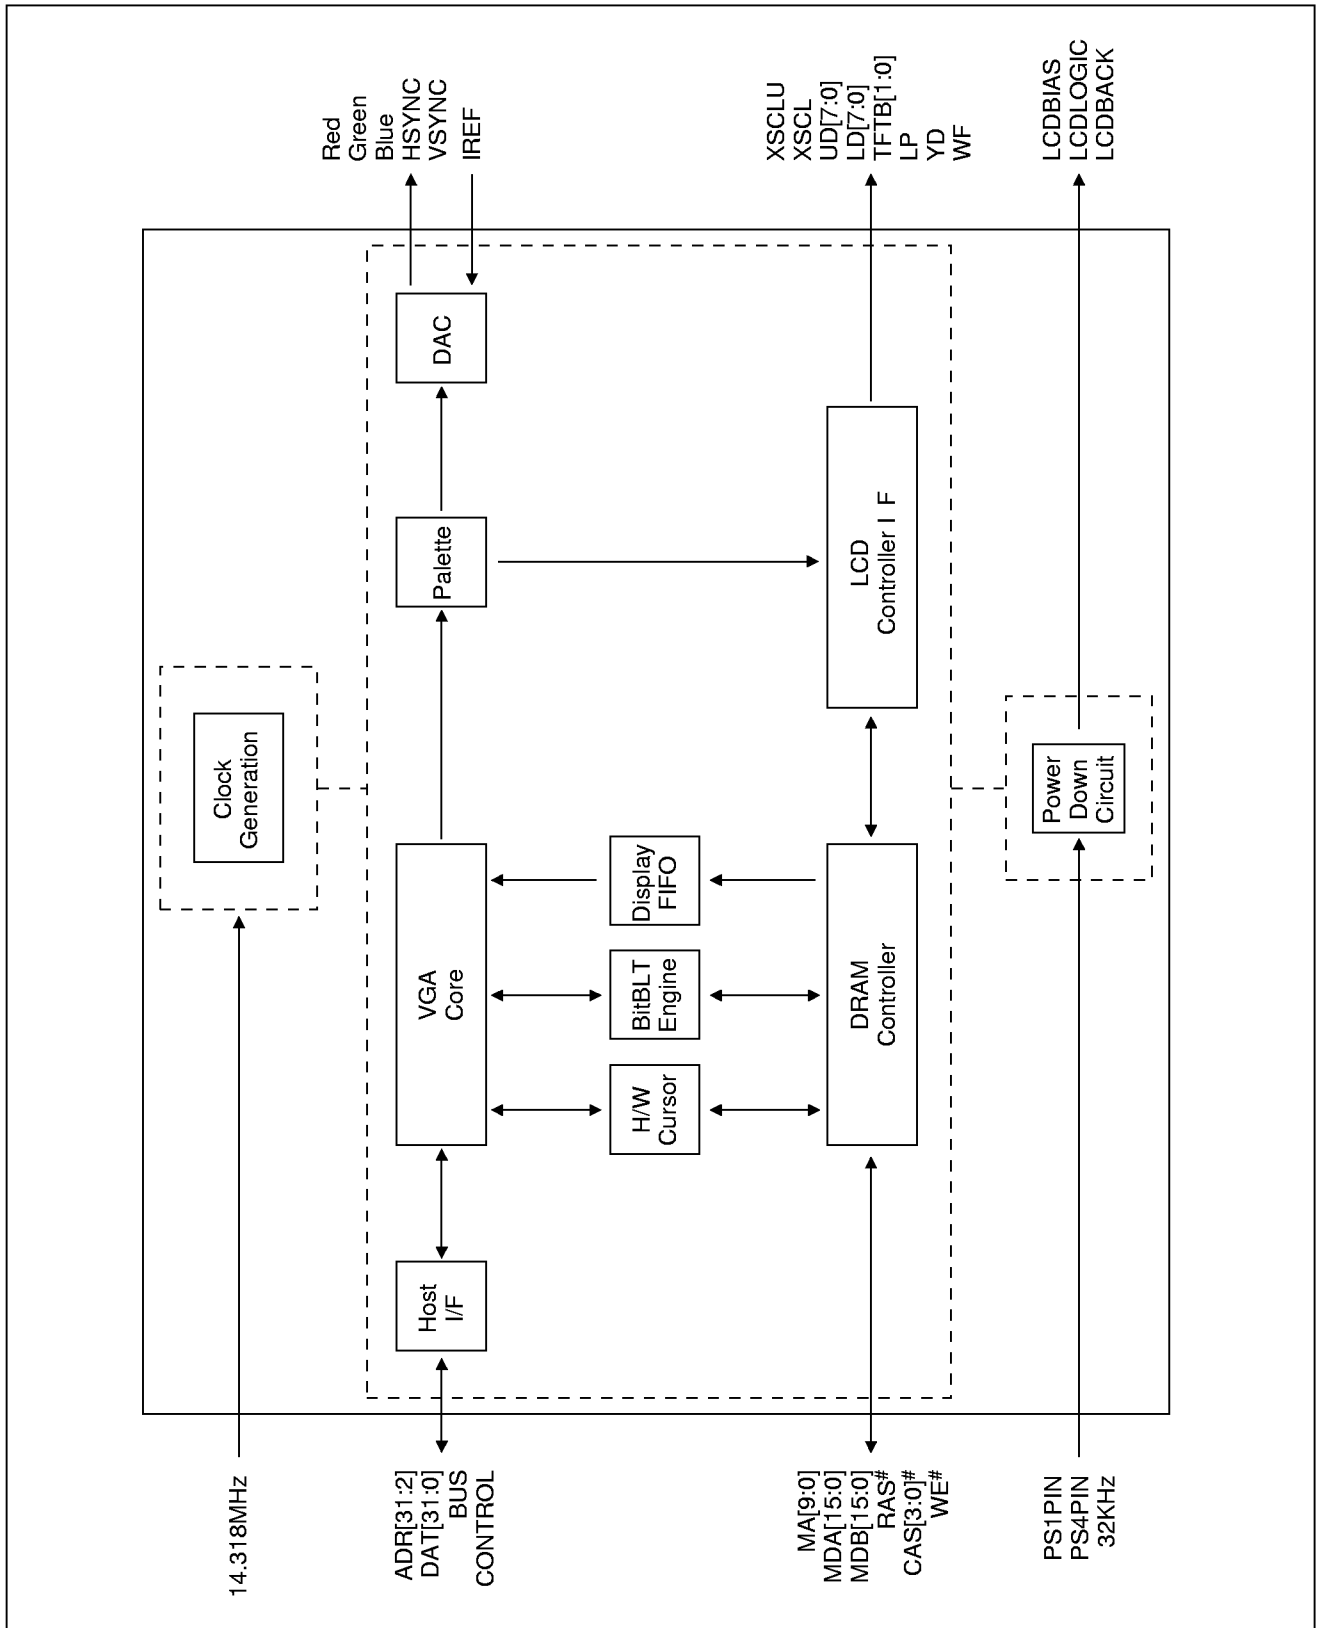 14.318MHz
Clock
Generation
ADR[31:2]
DAT[31:0]
BUS
CONTROL
Host
I/F
VGA
Core
Palette
DAC
Red
Green
Blue
HSYNC
VSYNC
IREF
H/W
Cursor
BitBLT
Engine
Display
FIFO
MA[9:0]
MDA[15:0]
MDB[15:0]
RAS#
CAS[3:0]#
WE#
DRAM
Controller
LCD
Controller I F
XSCLU
XSCL
UD[7:0]
LD[7:0]
TFTB[1:0]
LP
YD
WF
PS1PIN
PS4PIN
32KHz
Power
Down
Circuit
LCDBIAS
LCDLOGIC
LCDBACK